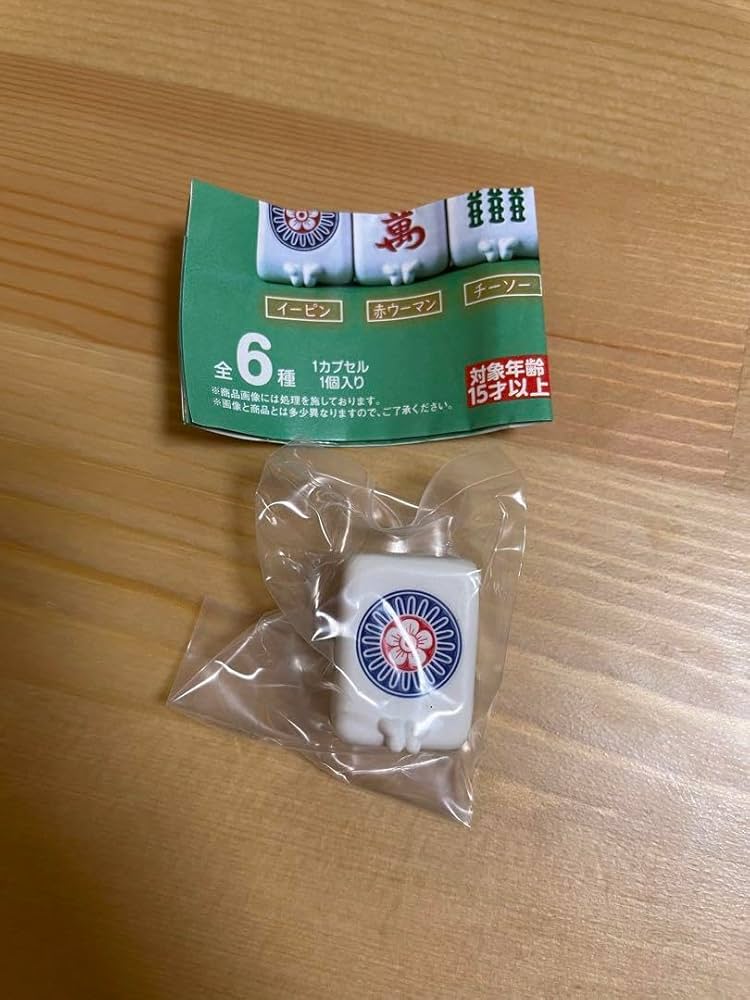 萬
イーピン
赤ウーマン
チーソー
全6種
1カプセル
1個入り
対象年齢
15才以上
※商品画像には処理を施しております。
※画像と商品とは多少異なりますので、ご了承ください。